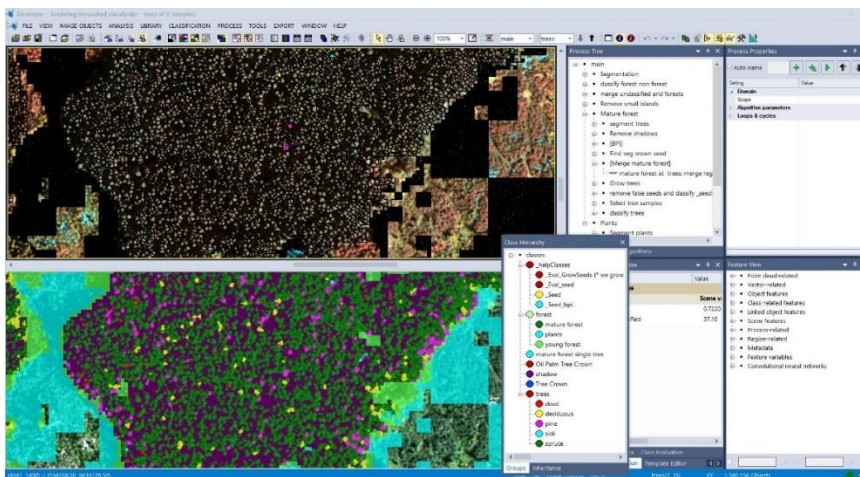 FILE VIEW IMAGE OBJECTS ANALYSIS LIBRARY CLASSIFICATION PROCESS TOOLS EXPORT WINDOW HELP
100% main trees
Process Tree
main
Segmentation
classify forest non forest
merge unclassified and forests
Remove small islands
Mature forest
segment trees
Remove shadows
[BPI]
Find seg crown seed
[Merge mature forest]
mature forest at trees: merge reg
Grow trees
remove false seeds and classify _seed
Select tree samples
classify trees
Plants
Segment plants
Process Properties
Auto name
Setting Value
Domain
Scope
Algorithm parameters
Loops & cycles
Class Hierarchy
classes
_helpClasses
_Eval_GrowSeeds (* we grow
_Eval_seed
_Seed
_Seed_bpi
forest
mature forest
plants
young forest
mature forest single tree
Oil Palm Tree Crown
shadow
Tree Crown
trees
dead
deciduous
pine
sick
spruce
Groups Inheritance
Value
Scene v
0.7220
Red 37.10
Class Evaluation
Template Editor
Feature View
Point cloud-related
Vector-related
Object features
Class-related features
Linked object features
Scene features
Process-related
Region-related
Metadata
Feature variables
Convolutional neural networks